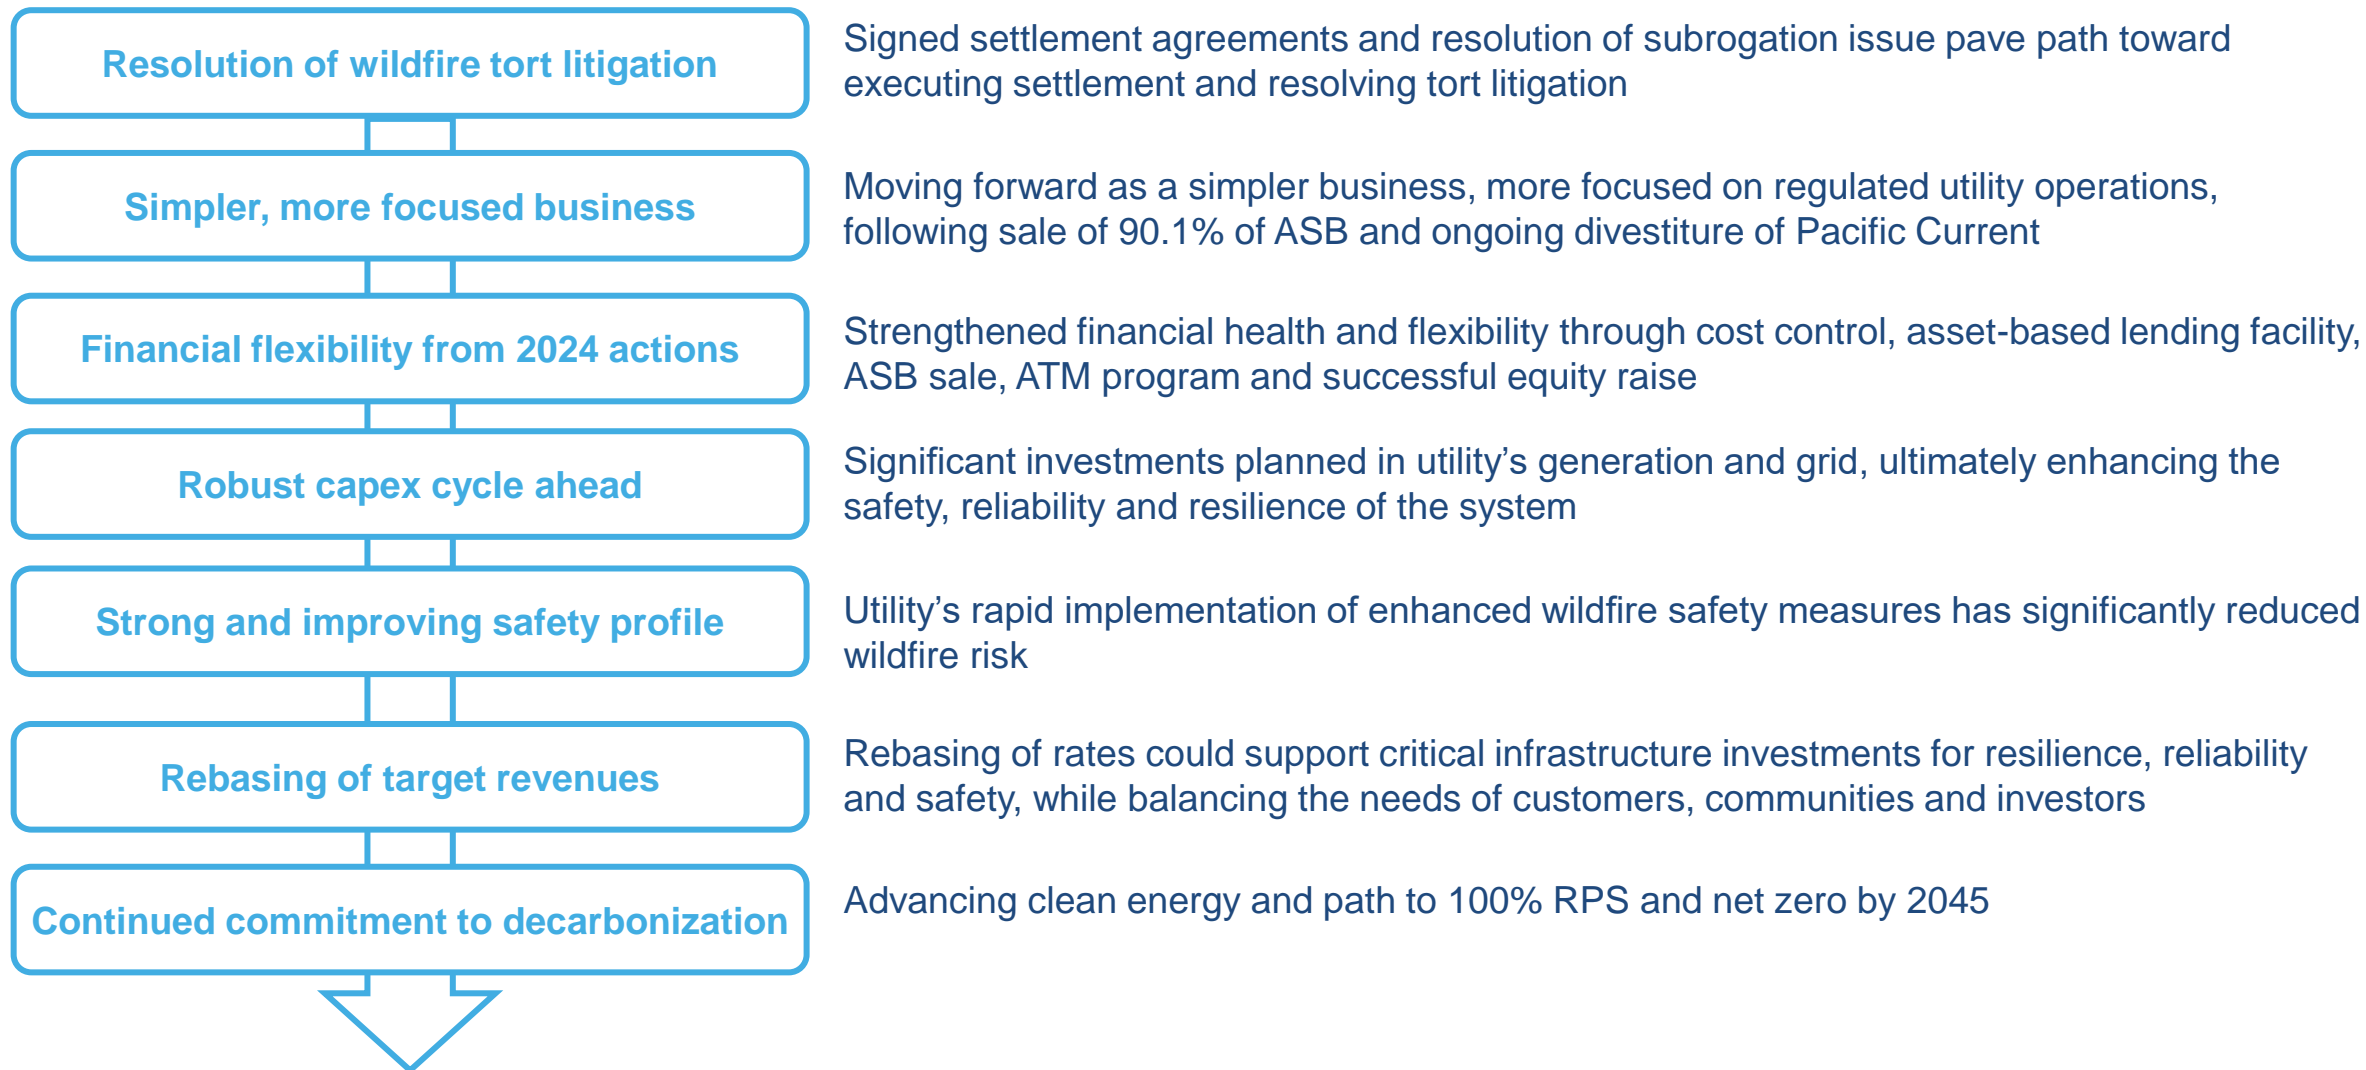 Resolution of wildfire tort litigation
Signed settlement agreements and resolution of subrogation issue pave path toward
executing settlement and resolving tort litigation
Simpler, more focused business
Moving forward as a simpler business, more focused on regulated utility operations,
following sale of 90.1% of ASB and ongoing divestiture of Pacific Current
Financial flexibility from 2024 actions
Strengthened financial health and flexibility through cost control, asset-based lending facility,
ASB sale, ATM program and successful equity raise
Robust capex cycle ahead
Significant investments planned in utility’s generation and grid, ultimately enhancing the
safety, reliability and resilience of the system
Strong and improving safety profile
Utility’s rapid implementation of enhanced wildfire safety measures has significantly reduced
wildfire risk
Rebasing of target revenues
Rebasing of rates could support critical infrastructure investments for resilience, reliability
and safety, while balancing the needs of customers, communities and investors
Continued commitment to decarbonization
Advancing clean energy and path to 100% RPS and net zero by 2045